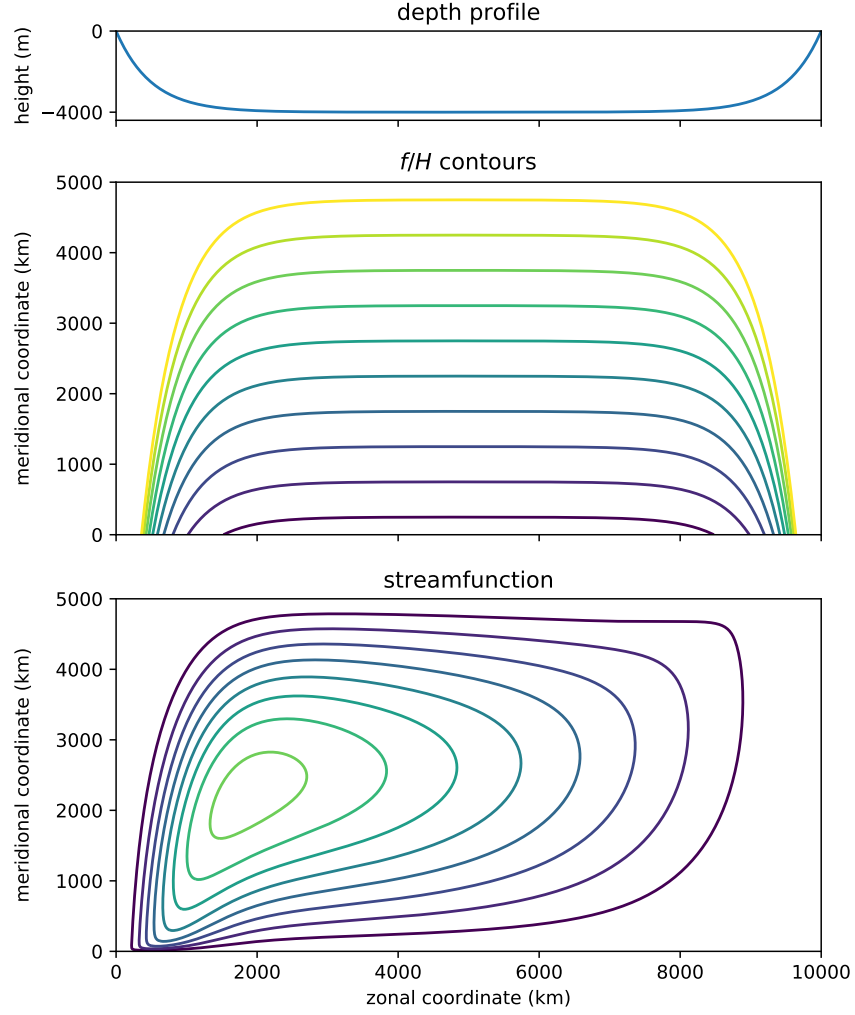 depth profile
height (m)
0
−4000
f/H contours
meridional coordinate (km)
5000
4000
3000
2000
1000
0
streamfunction
meridional coordinate (km)
5000
4000
3000
2000
1000
0
0 2000 4000 6000 8000 10000
zonal coordinate (km)